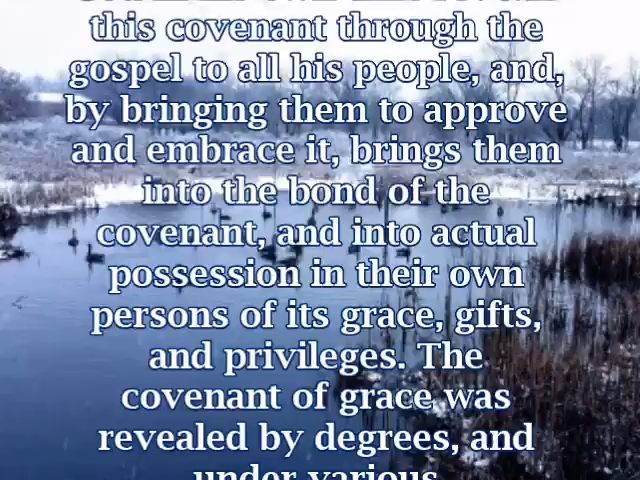 this covenant through the
gospel to all his people, and,
by bringing them to approve
and embrace it, brings them
into the bond of the
covenant, and into actual
possession in their own
persons of its grace, gifts,
and privileges. The
covenant of grace was
revealed by degrees, and
under various